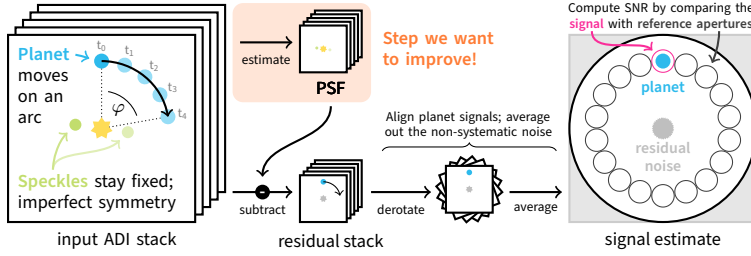 Planet
moves
on an
arc
t₀
t₁
t₂
t₃
t₄
φ
Speckles stay fixed;
imperfect symmetry
input ADI stack
estimate
PSF
Step we want
to improve!
subtract
residual stack
Align planet signals; average
out the non-systematic noise
derotate
average
Compute SNR by comparing the
signal with reference apertures
planet
residual
noise
signal estimate